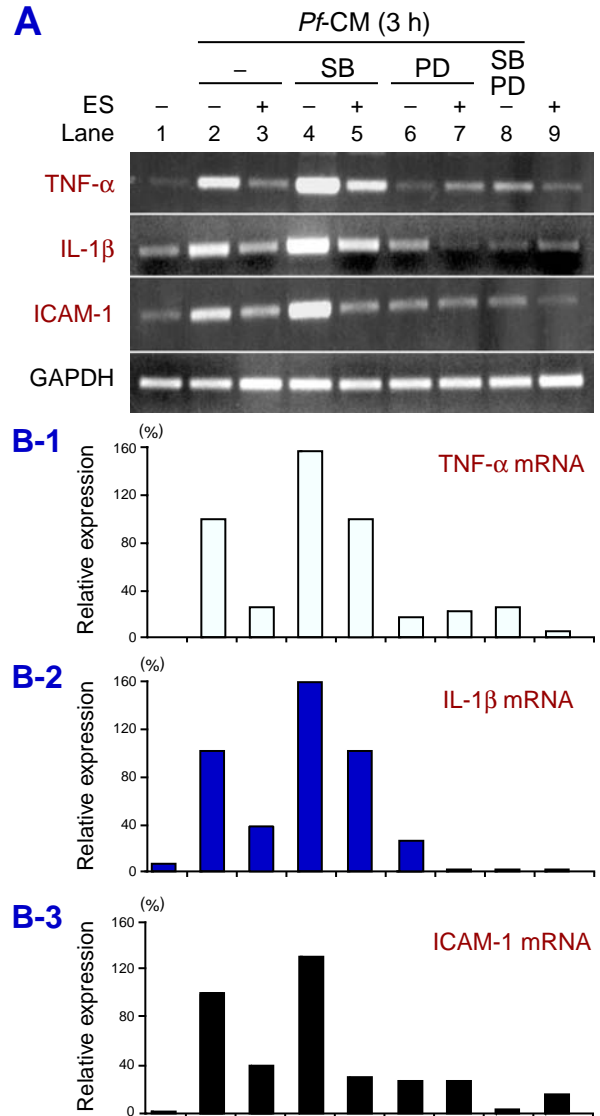 A
Pf-CM (3 h)
– SB PD SB PD
ES – – + – + – + – +
Lane 1 2 3 4 5 6 7 8 9
TNF-α
IL-1β
ICAM-1
GAPDH
B-1
(%)
TNF-α mRNA
Relative expression
160
120
80
40
0
B-2
(%)
IL-1β mRNA
Relative expression
160
120
80
40
0
B-3
(%)
ICAM-1 mRNA
Relative expression
160
120
80
40
0